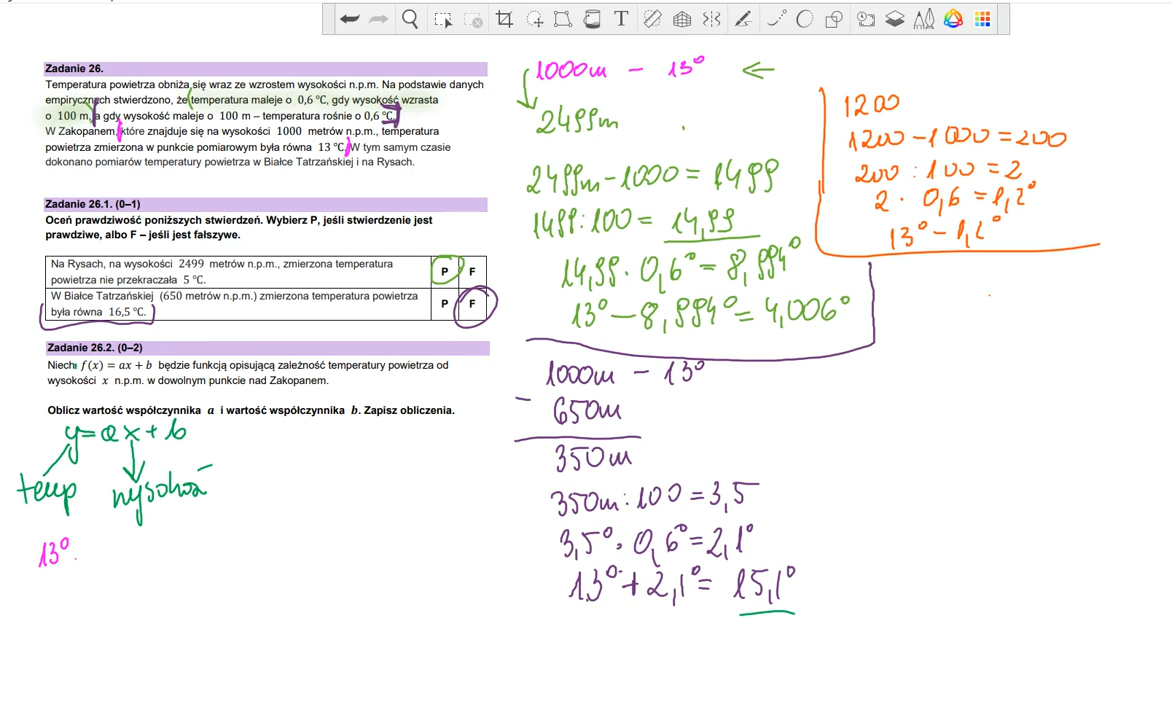 Zadanie 26.
Temperatura powietrza obniża się wraz ze wzrostem wysokości n.p.m. Na podstawie danych
empirycznych stwierdzono, że temperatura maleje o 0,6 °C, gdy wysokość wzrasta
o 100 m, a gdy wysokość maleje o 100 m – temperatura rośnie o 0,6 °C.
W Zakopanem, które znajduje się na wysokości 1000 metrów n.p.m., temperatura
powietrza zmierzona w punkcie pomiarowym była równa 13 °C. W tym samym czasie
dokonano pomiarów temperatury powietrza w Białce Tatrzańskiej i na Rysach.
Zadanie 26.1. (0–1)
Oceń prawdziwość poniższych stwierdzeń. Wybierz P, jeśli stwierdzenie jest
prawdziwe, albo F – jeśli jest fałszywe.
Na Rysach, na wysokości 2499 metrów n.p.m., zmierzona temperatura
powietrza nie przekraczała 5 °C.
P F
W Białce Tatrzańskiej (650 metrów n.p.m.) zmierzona temperatura powietrza
była równa 16,5 °C.
P F
Zadanie 26.2. (0–2)
Niech f(x) = ax + b będzie funkcją opisującą zależność temperatury powietrza od
wysokości x n.p.m. w dowolnym punkcie nad Zakopanem.
Oblicz wartość współczynnika a i wartość współczynnika b. Zapisz obliczenia.
y = ax + b
temp wysokość
13°.
1000m – 13°
2499m
2499m – 1000 = 1499
1499 : 100 = 14,99
14,99 · 0,6° = 8,994°
13° – 8,994° = 4,006°
1000m – 13°
– 650m
350m
350m : 100 = 3,5
3,5° · 0,6° = 2,1°
13° + 2,1° = 15,1°
1200
1200 – 1000 = 200
200 : 100 = 2
2 · 0,6 = 1,2°
13° – 1,2°